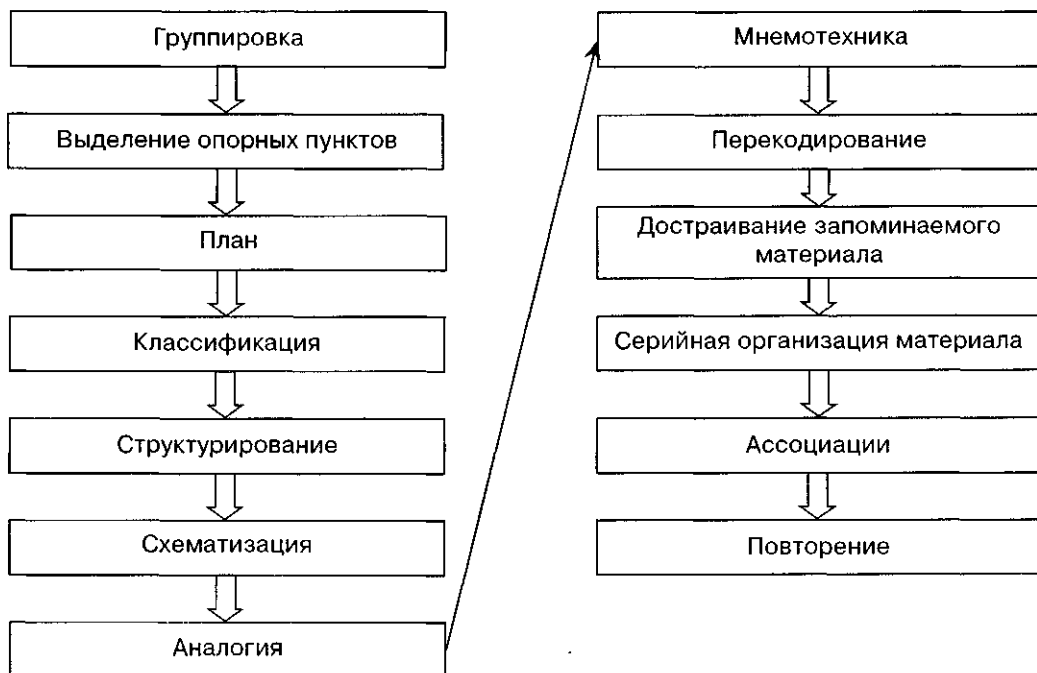 Группировка
Выделение опорных пунктов
План
Классификация
Структурирование
Схематизация
Аналогия
Мнемотехника
Перекодирование
Достраивание запоминаемого
материала
Серийная организация материала
Ассоциации
Повторение